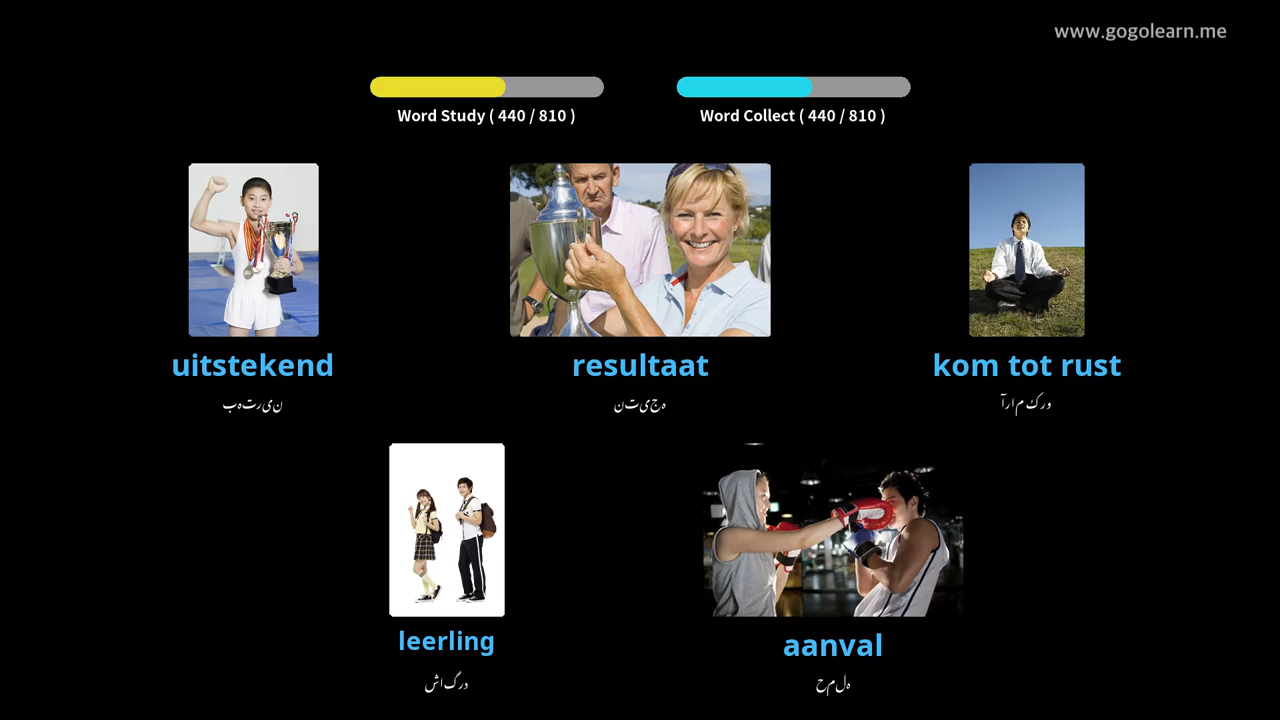 www.gogolearn.me
Word Study ( 440 / 810 )
Word Collect ( 440 / 810 )
uitstekend
بہترین
resultaat
نتیجہ
kom tot rust
آرام کرو
leerling
شاگرد
aanval
حملہ